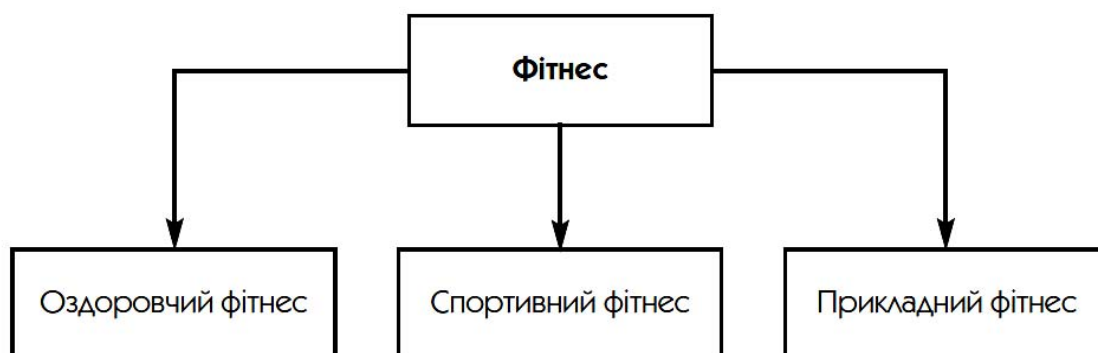 Фітнес
Оздоровчий фітнес
Спортивний фітнес
Прикладний фітнес